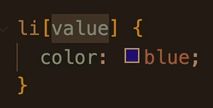 li[value] {
color: blue;
}